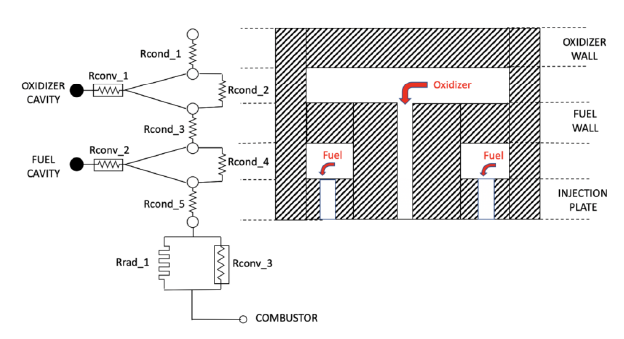 Rcond_1
OXIDIZER
WALL
Rconv_1
OXIDIZER
CAVITY
Rcond_2
Oxidizer
Rcond_3
FUEL
WALL
Rconv_2
FUEL
CAVITY
Rcond_4
Fuel
Fuel
Rcond_5
INJECTION
PLATE
Rrad_1
Rconv_3
COMBUSTOR